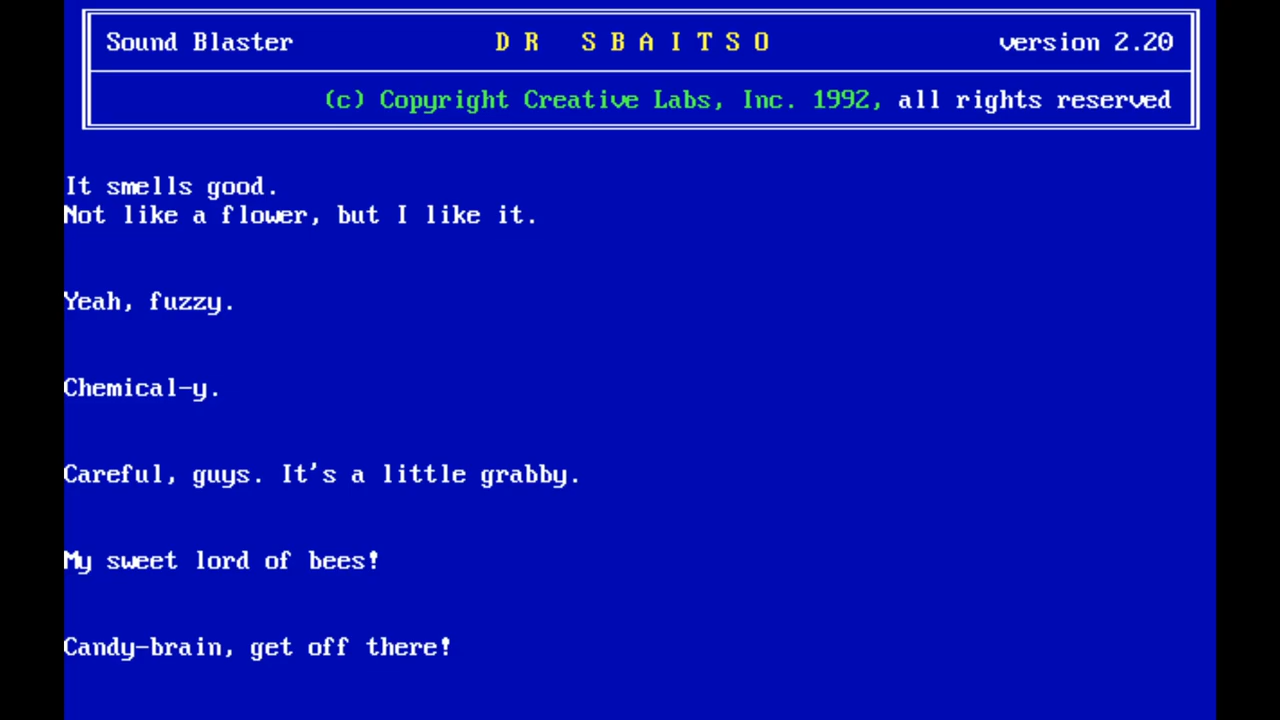 Sound Blaster DR SBAITSO version 2.20
(c) Copyright Creative Labs, Inc. 1992, all rights reserved
It smells good.
Not like a flower, but I like it.
Yeah, fuzzy.
Chemical-y.
Careful, guys. It's a little grabby.
My sweet lord of bees!
Candy-brain, get off there!